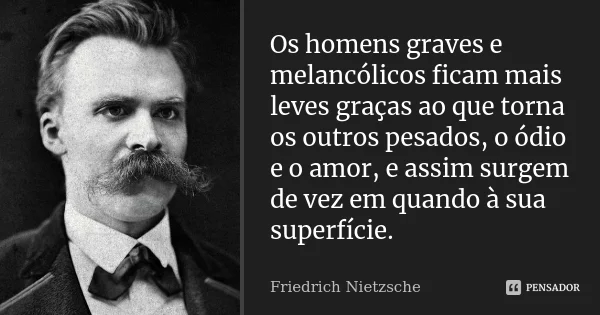 Os homens graves e
melancólicos ficam mais
leves graças ao que torna
os outros pesados, o ódio
e o amor, e assim surgem
de vez em quando à sua
superfície.
Friedrich Nietzsche
PENSADOR